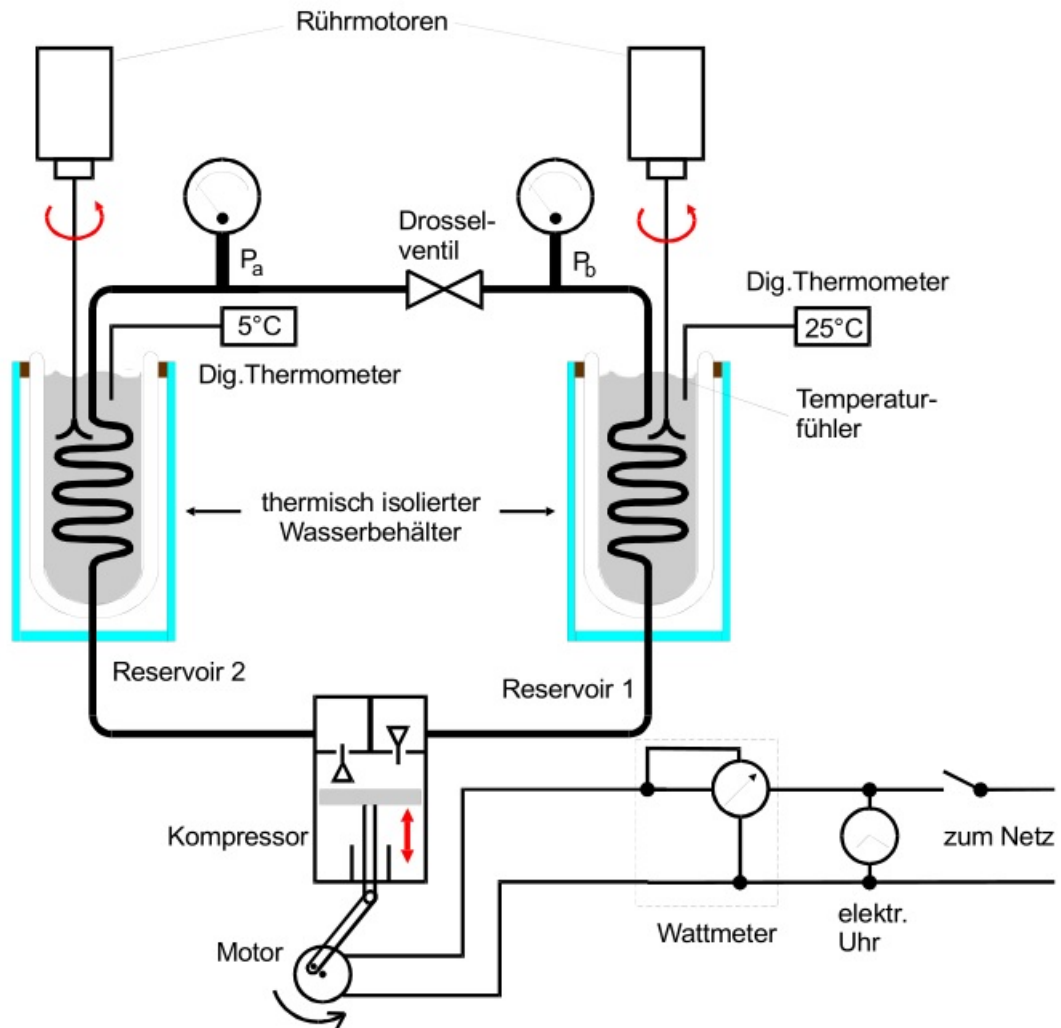 Rührmotoren
Drossel-
ventil
Pa
Pb
Dig.Thermometer
5°C
25°C
Dig.Thermometer
Temperatur-
fühler
thermisch isolierter
Wasserbehälter
Reservoir 2
Reservoir 1
Kompressor
zum Netz
Wattmeter
elektr.
Uhr
Motor